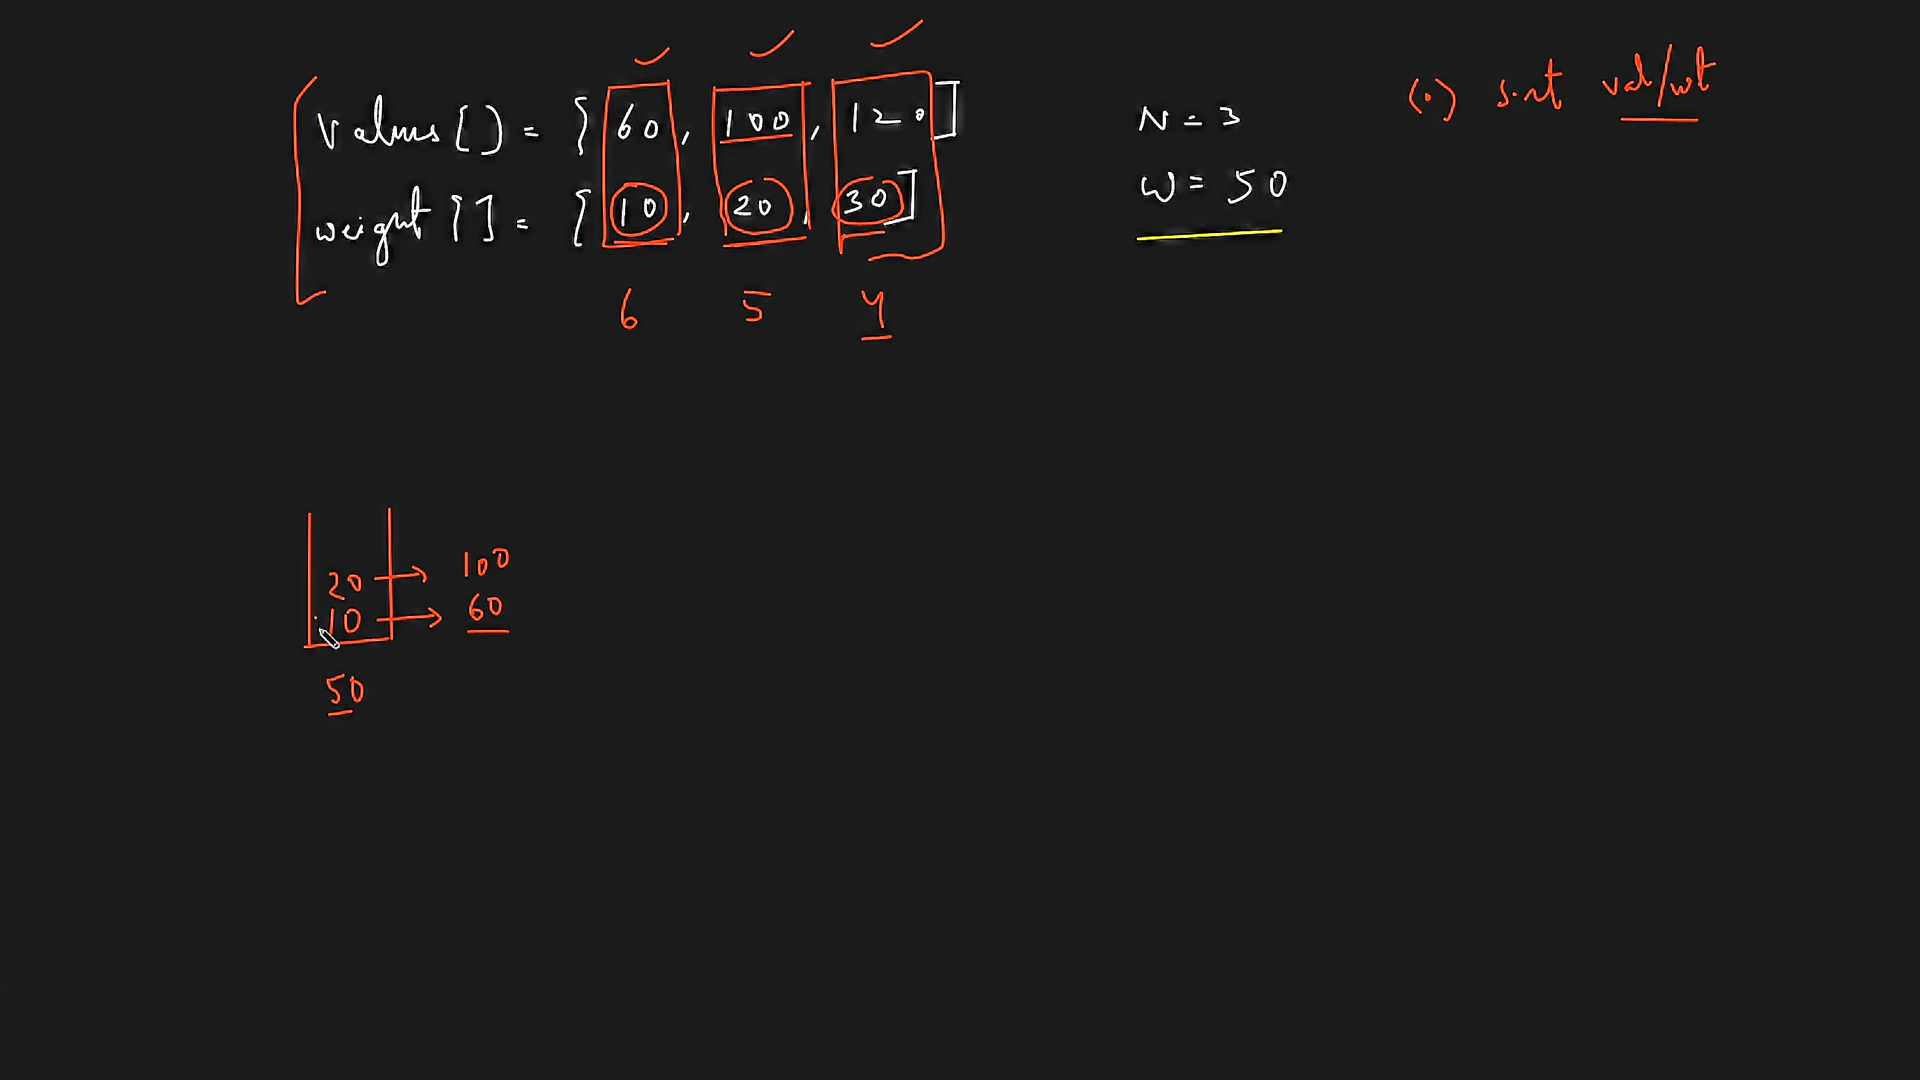 values[] = {60, 100, 120]
weight[] = {10, 20, 30]
6 5 4
N = 3
W = 50
(0) sort val/wt
20 → 100
10 → 60
50